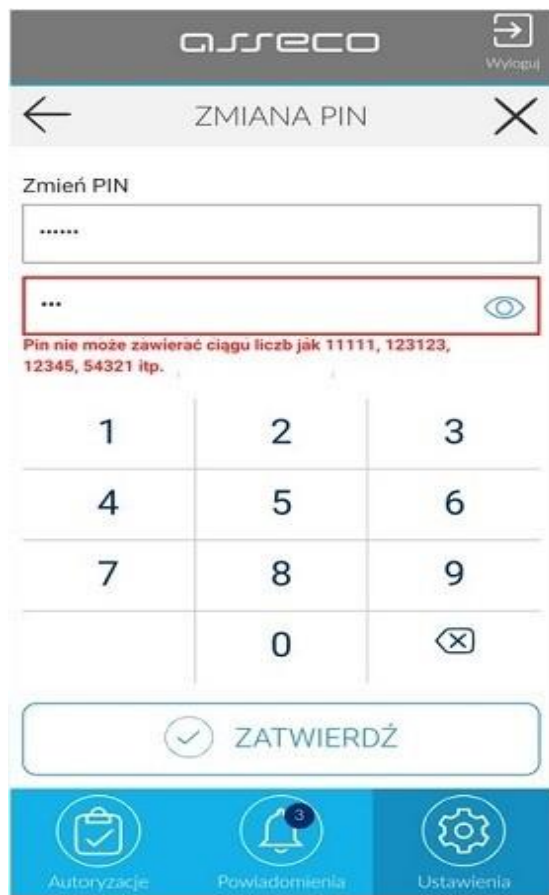 asseco
Wyloguj
ZMIANA PIN
Zmień PIN
••••••
•••
Pin nie może zawierać ciągu liczb jak 11111, 123123,
12345, 54321 itp.
1 2 3
4 5 6
7 8 9
0
ZATWIERDŹ
3
Autoryzacje Powiadomienia Ustawienia